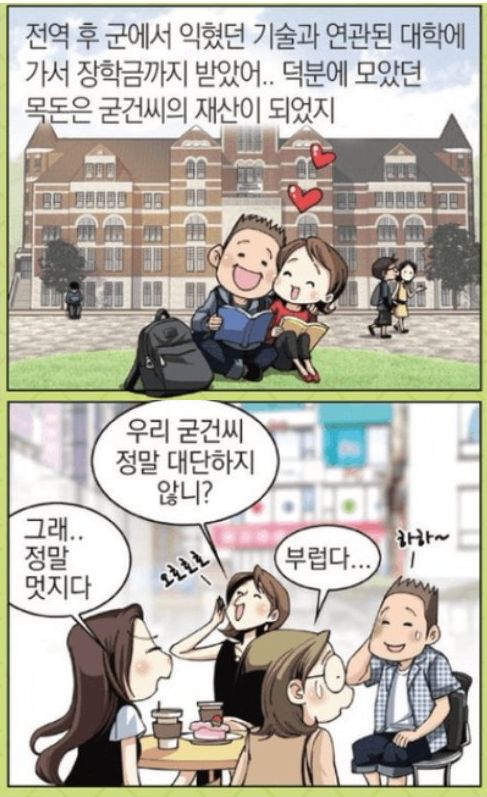 전역 후 군에서 익혔던 기술과 연관된 대학에
가서 장학금까지 받았어.. 덕분에 모았던
목돈은 굳건씨의 재산이 되었지
우리 굳건씨
정말 대단하지
않니?
그래..
정말
멋지다
오호호호
부럽다...
하하~